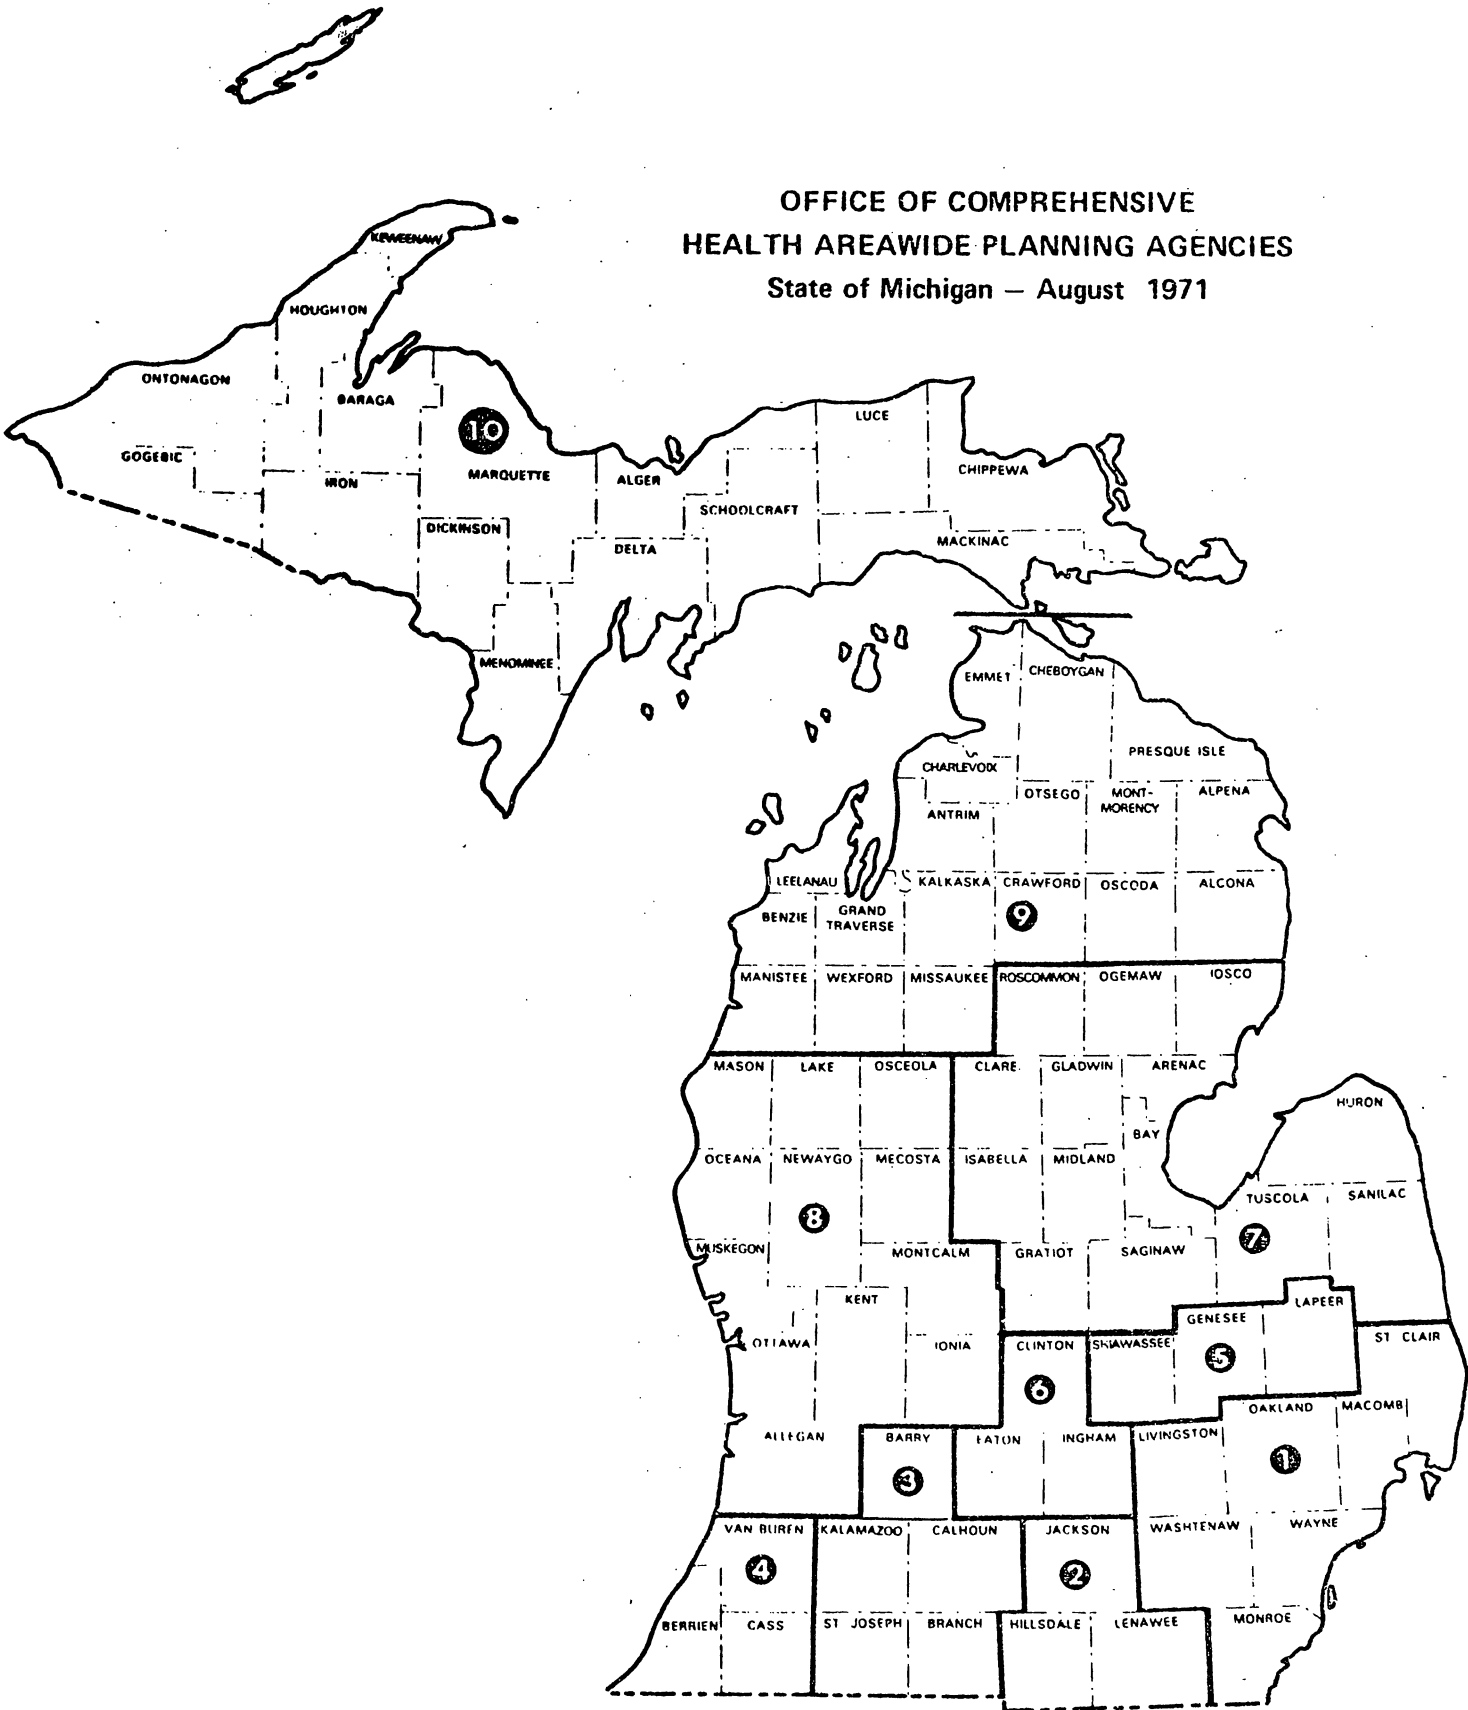 OFFICE OF COMPREHENSIVE
HEALTH AREAWIDE PLANNING AGENCIES
State of Michigan — August 1971
KEWEENAW
HOUGHTON
ONTONAGON
BARAGA
LUCE
10
GOGEBIC
IRON
MARQUETTE
ALGER
CHIPPEWA
SCHOOLCRAFT
DICKINSON
DELTA
MACKINAC
MENOMINEE
EMMET
CHEBOYGAN
PRESQUE ISLE
CHARLEVOIX
OTSEGO
MONT-
MORENCY
ALPENA
ANTRIM
LEELANAU
KALKASKA
CRAWFORD
OSCODA
ALCONA
BENZIE
GRAND
TRAVERSE
9
MANISTEE
WEXFORD
MISSAUKEE
ROSCOMMON
OGEMAW
IOSCO
MASON
LAKE
OSCEOLA
CLARE
GLADWIN
ARENAC
HURON
BAY
OCEANA
NEWAYGO
MECOSTA
ISABELLA
MIDLAND
TUSCOLA
SANILAC
8
7
MUSKEGON
MONTCALM
GRATIOT
SAGINAW
KENT
LAPEER
GENESEE
OTTAWA
IONIA
CLINTON
SHIAWASSEE
ST CLAIR
5
6
OAKLAND
MACOMB
ALLEGAN
BARRY
EATON
INGHAM
LIVINGSTON
1
3
VAN BUREN
KALAMAZOO
CALHOUN
JACKSON
WASHTENAW
WAYNE
4
2
BERRIEN
CASS
ST JOSEPH
BRANCH
HILLSDALE
LENAWEE
MONROE